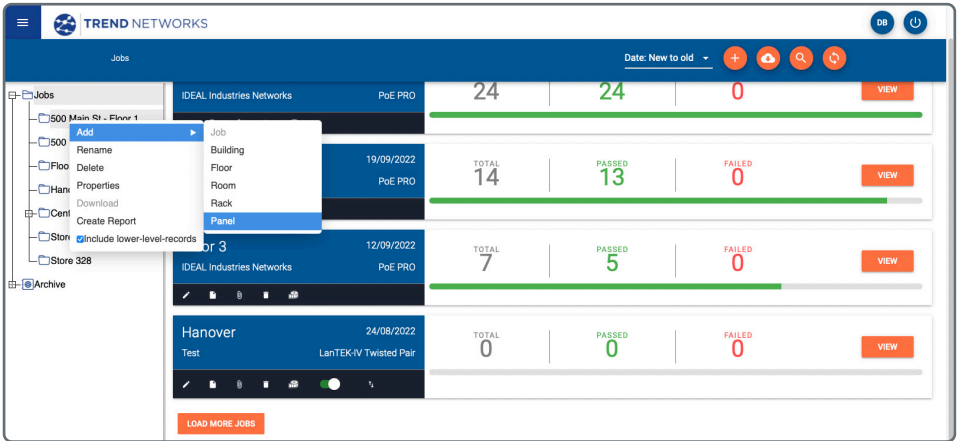 TREND NETWORKS
DB
Jobs
Date: New to old
Jobs
500 Main St - Floor 1
500
Floo
Hano
Cent
Store
Store 328
Archive
Add
Rename
Delete
Properties
Download
Create Report
Include lower-level-records
Job
Building
Floor
Room
Rack
Panel
IDEAL Industries Networks PoE PRO
24 24 0
VIEW
19/09/2022
PoE PRO
TOTAL PASSED FAILED
14 13 0
VIEW
or 3 12/09/2022
IDEAL Industries Networks PoE PRO
TOTAL PASSED FAILED
7 5 0
VIEW
Hanover 24/08/2022
Test LanTEK-IV Twisted Pair
TOTAL PASSED FAILED
0 0 0
VIEW
LOAD MORE JOBS